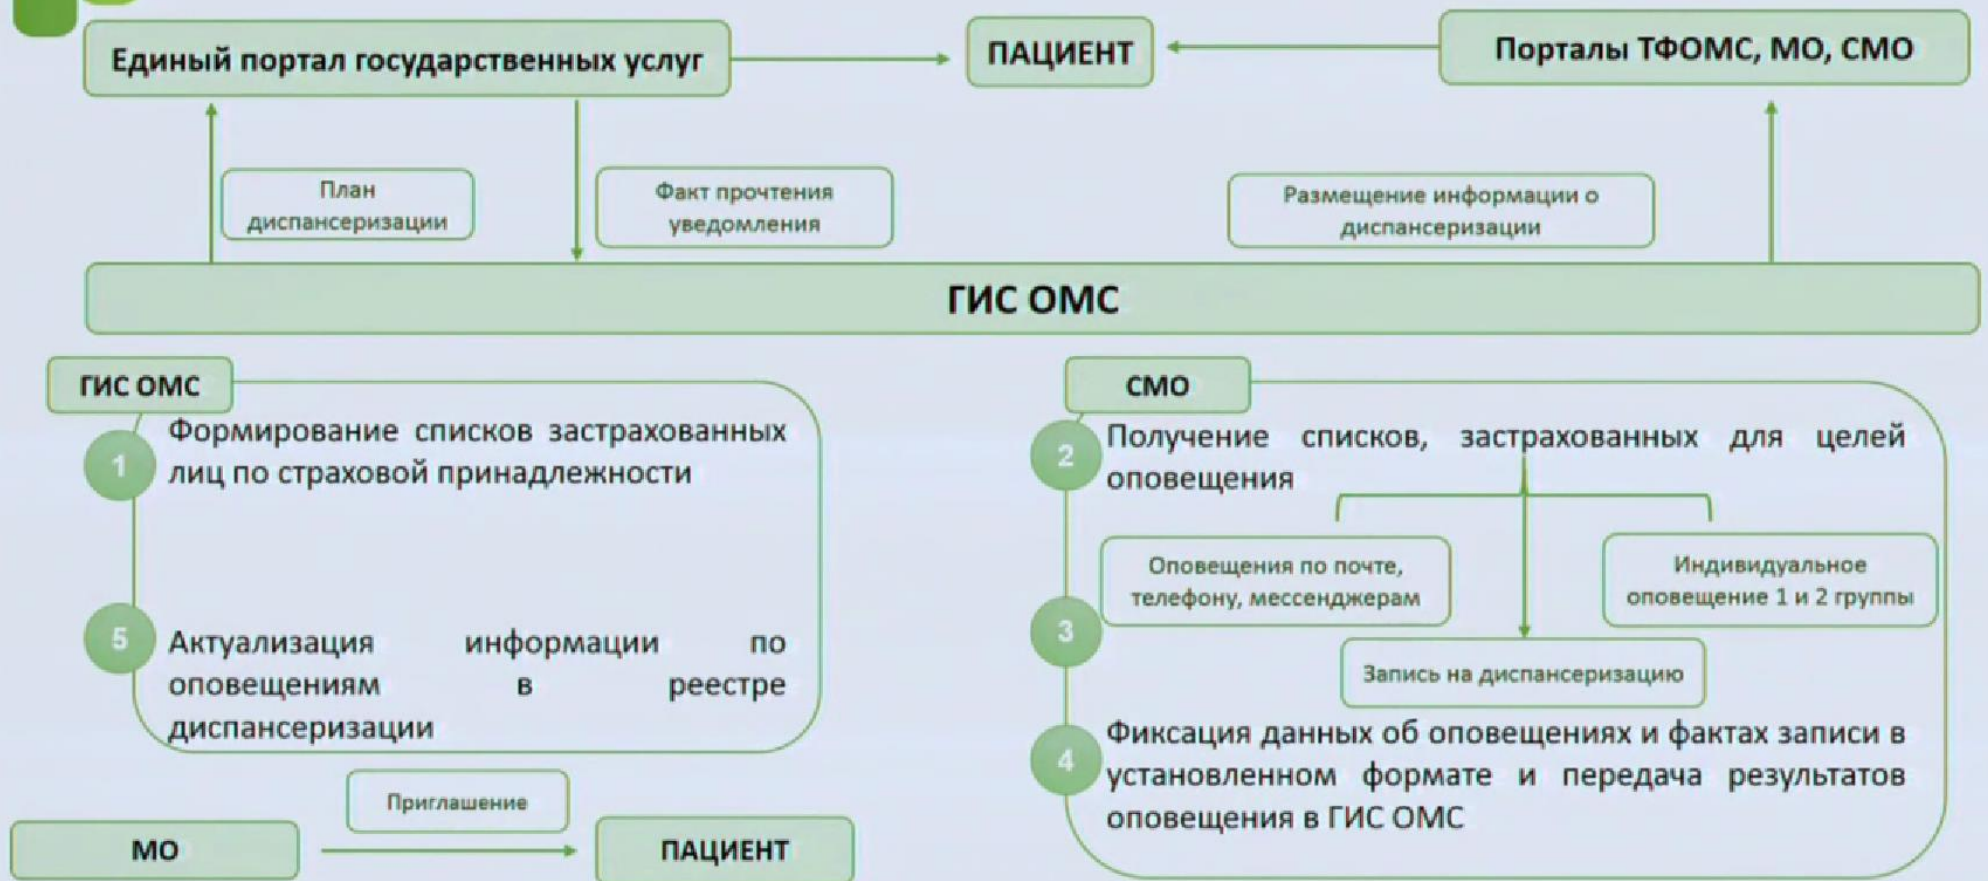 Единый портал государственных услуг
ПАЦИЕНТ
Порталы ТФОМС, МО, СМО
План
диспансеризации
Факт прочтения
уведомления
Размещение информации о
диспансеризации
ГИС ОМС
ГИС ОМС
1
Формирование списков застрахованных
лиц по страховой принадлежности
5
Актуализация информации по
оповещениям в реестре
диспансеризации
СМО
2
Получение списков, застрахованных для целей
оповещения
3
Оповещения по почте,
телефону, мессенджерам
Индивидуальное
оповещение 1 и 2 группы
Запись на диспансеризацию
4
Фиксация данных об оповещениях и фактах записи в
установленном формате и передача результатов
оповещения в ГИС ОМС
МО
Приглашение
ПАЦИЕНТ